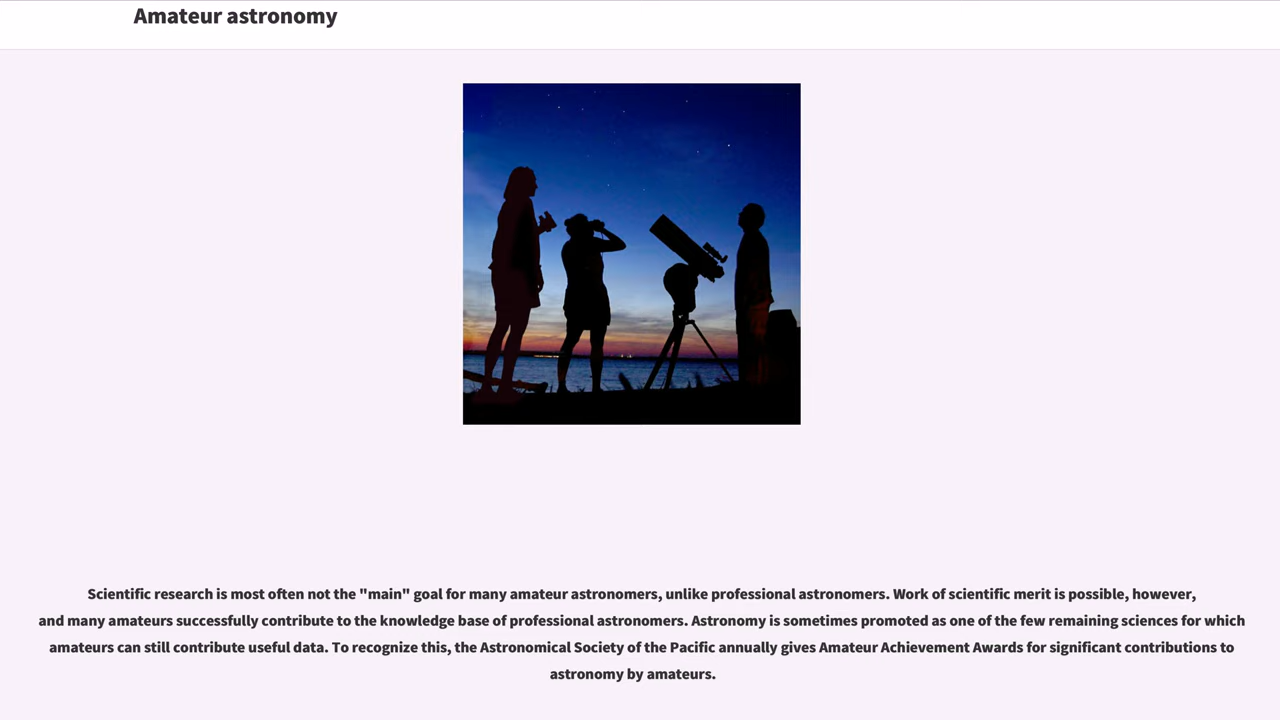 Amateur astronomy
Scientific research is most often not the "main" goal for many amateur astronomers, unlike professional astronomers. Work of scientific merit is possible, however,
and many amateurs successfully contribute to the knowledge base of professional astronomers. Astronomy is sometimes promoted as one of the few remaining sciences for which
amateurs can still contribute useful data. To recognize this, the Astronomical Society of the Pacific annually gives Amateur Achievement Awards for significant contributions to
astronomy by amateurs.